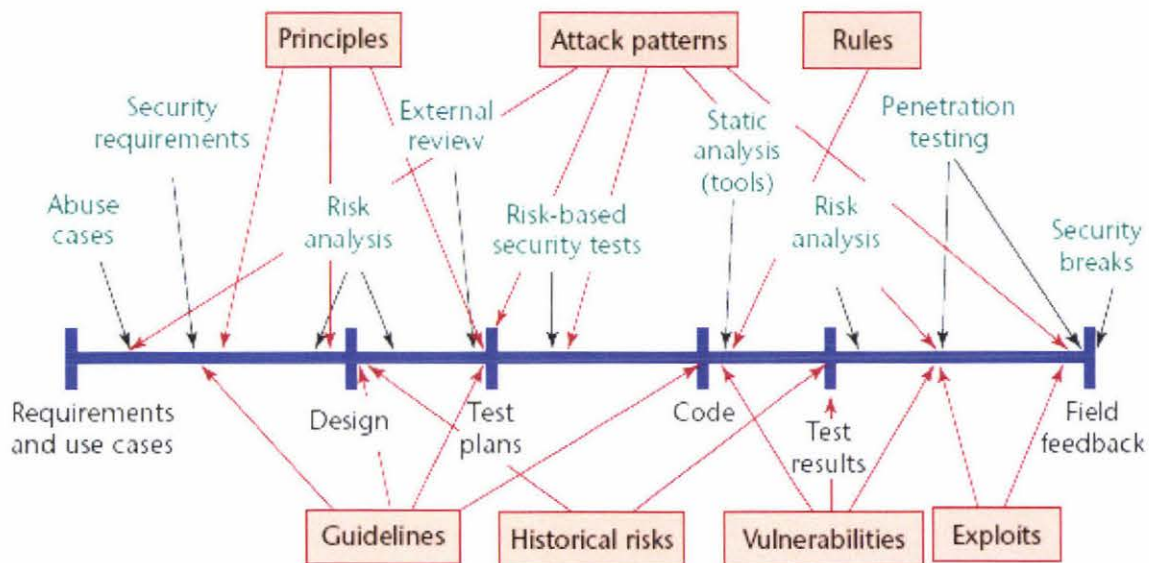 Principles
Attack patterns
Rules
Security
requirements
External
review
Static
analysis
(tools)
Penetration
testing
Abuse
cases
Risk
analysis
Risk-based
security tests
Risk
analysis
Security
breaks
Requirements
and use cases
Design
Test
plans
Code
Test
results
Field
feedback
Guidelines
Historical risks
Vulnerabilities
Exploits